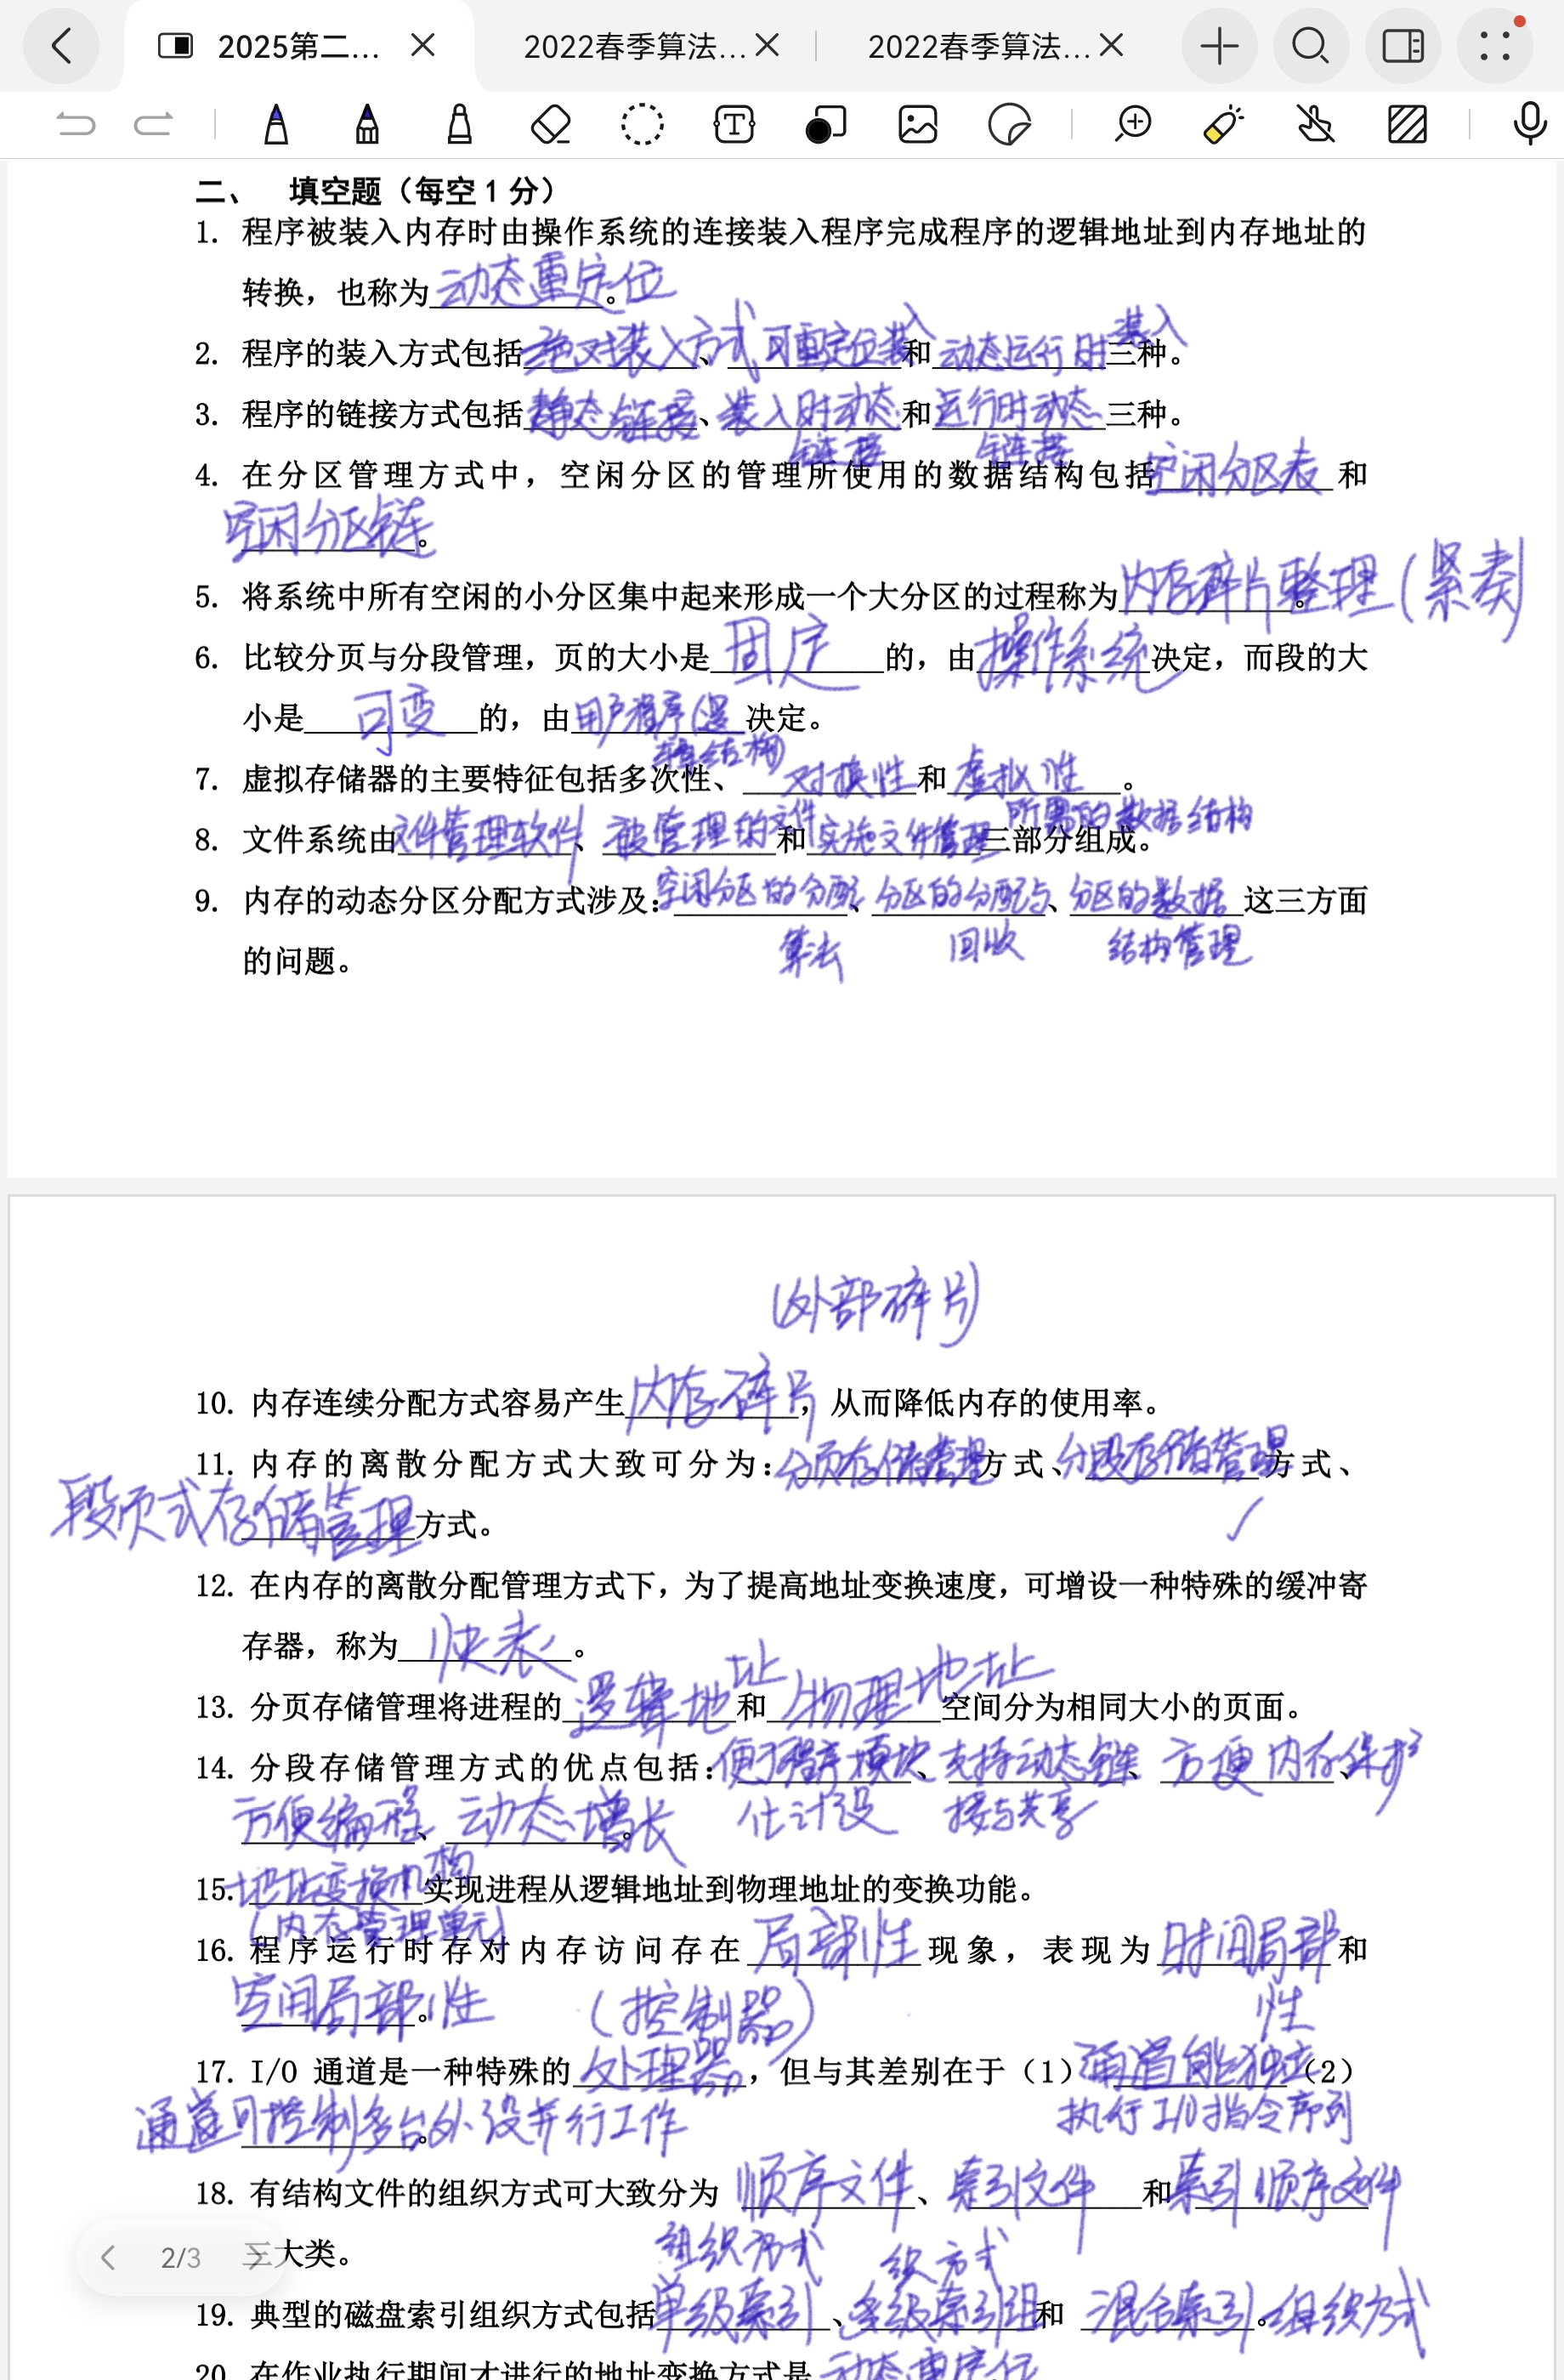 2025第二... 2022春季算法... 2022春季算法...
二、 填空题（每空 1 分）
1. 程序被装入内存时由操作系统的连接装入程序完成程序的逻辑地址到内存地址的
转换，也称为动态重定位。
2. 程序的装入方式包括绝对装入方式、可重定位装入和动态运行时装入三种。
3. 程序的链接方式包括静态链接、装入时动态链接和运行时动态链接三种。
4. 在分区管理方式中，空闲分区的管理所使用的数据结构包括空闲分区表和
空闲分区链。
5. 将系统中所有空闲的小分区集中起来形成一个大分区的过程称为内存碎片整理(紧奏)。
6. 比较分页与分段管理，页的大小是固定的，由操作系统决定，而段的大
小是可变的，由用户程序(逻辑结构决定。
7. 虚拟存储器的主要特征包括多次性、对换性和虚拟性。
8. 文件系统由文件管理软件、被管理的文件和实施文件管理所需的数据结构三部分组成。
9. 内存的动态分区分配方式涉及：空闲分区的分配算法、分区的分配与回收、分区的数据结构管理这三方面
的问题。
(外部碎片)
10. 内存连续分配方式容易产生内存碎片，从而降低内存的使用率。
11. 内存的离散分配方式大致可分为：分页存储管理方式、分段存储管理方式、
段页式存储管理方式。
12. 在内存的离散分配管理方式下，为了提高地址变换速度，可增设一种特殊的缓冲寄
存器，称为快表。
13. 分页存储管理将进程的逻辑地址和物理地址空间分为相同大小的页面。
14. 分段存储管理方式的优点包括：便于程序模块化计设、支持动态链接与共享、方便内存保护、
方便编程、动态增长。
15. 地址变换机构(内存管理单元)实现进程从逻辑地址到物理地址的变换功能。
16. 程序运行时存对内存访问存在局部性现象，表现为时间局部性和
空间局部性。
(控制器)
17. I/O 通道是一种特殊的处理器，但与其差别在于（1）通道能独立执行I/O指令序列（2）
通道可控制多台外设并行工作。
18. 有结构文件的组织方式可大致分为 顺序文件、索引文件和索引顺序文件
2/3 三大类。
19. 典型的磁盘索引组织方式包括单级索引组织方式、多级索引组织方式和 混合索引组织方式。
20. 在作业执行期间才进行的地址变换方式是动态重定位